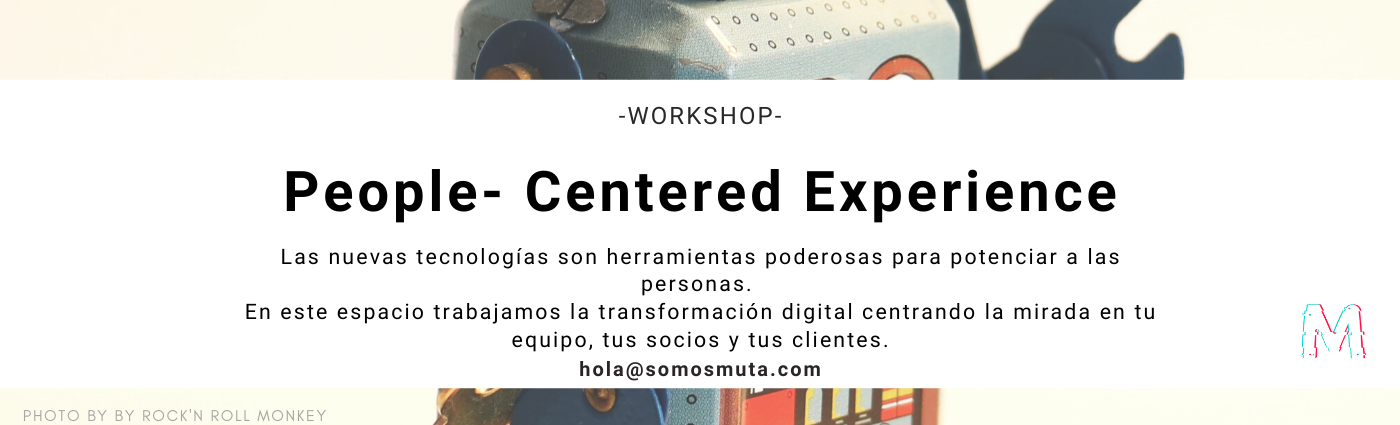 -WORKSHOP-
People- Centered Experience
Las nuevas tecnologías son herramientas poderosas para potenciar a las
personas.
En este espacio trabajamos la transformación digital centrando la mirada en tu
equipo, tus socios y tus clientes.
hola@somosmuta.com
M
PHOTO BY BY ROCK'N ROLL MONKEY